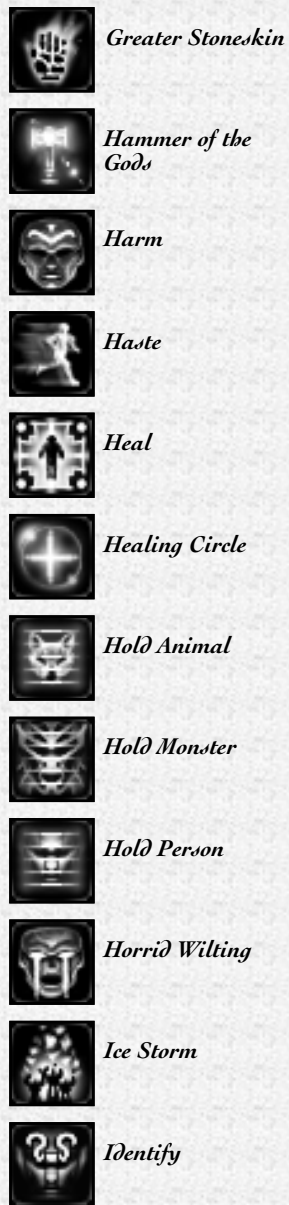 Greater Stoneskin
Hammer of the
Gods
Harm
Haste
Heal
Healing Circle
Hold Animal
Hold Monster
Hold Person
Horrid Wilting
Ice Storm
Identify